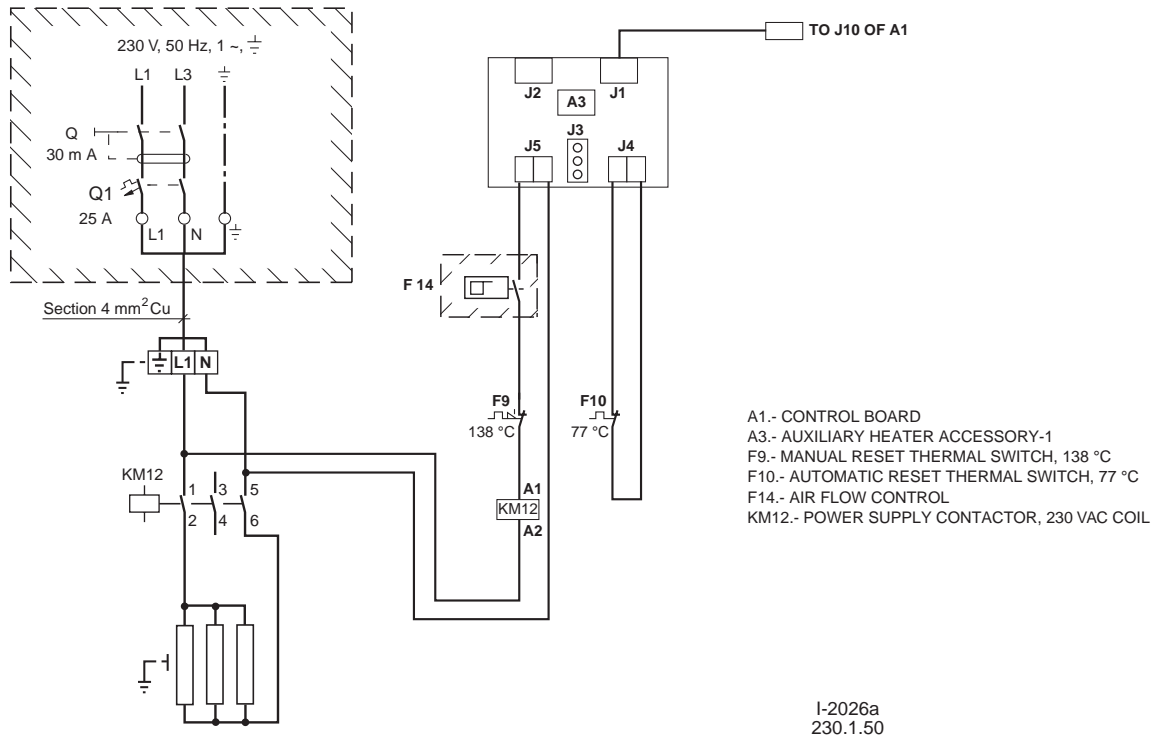 230 V, 50 Hz, 1 ~,
L1 L3
Q
30 m A
Q1
25 A
L1 N
Section 4 mm2 Cu
L1 N
KM12
1 3 5
2 4 6
TO J10 OF A1
J2 J1
A3
J3
J5 J4
F 14
F9
138 °C
F10
77 °C
A1
KM12
A2
A1.- CONTROL BOARD
A3.- AUXILIARY HEATER ACCESSORY-1
F9.- MANUAL RESET THERMAL SWITCH, 138 °C
F10.- AUTOMATIC RESET THERMAL SWITCH, 77 °C
F14.- AIR FLOW CONTROL
KM12.- POWER SUPPLY CONTACTOR, 230 VAC COIL
I-2026a
230.1.50